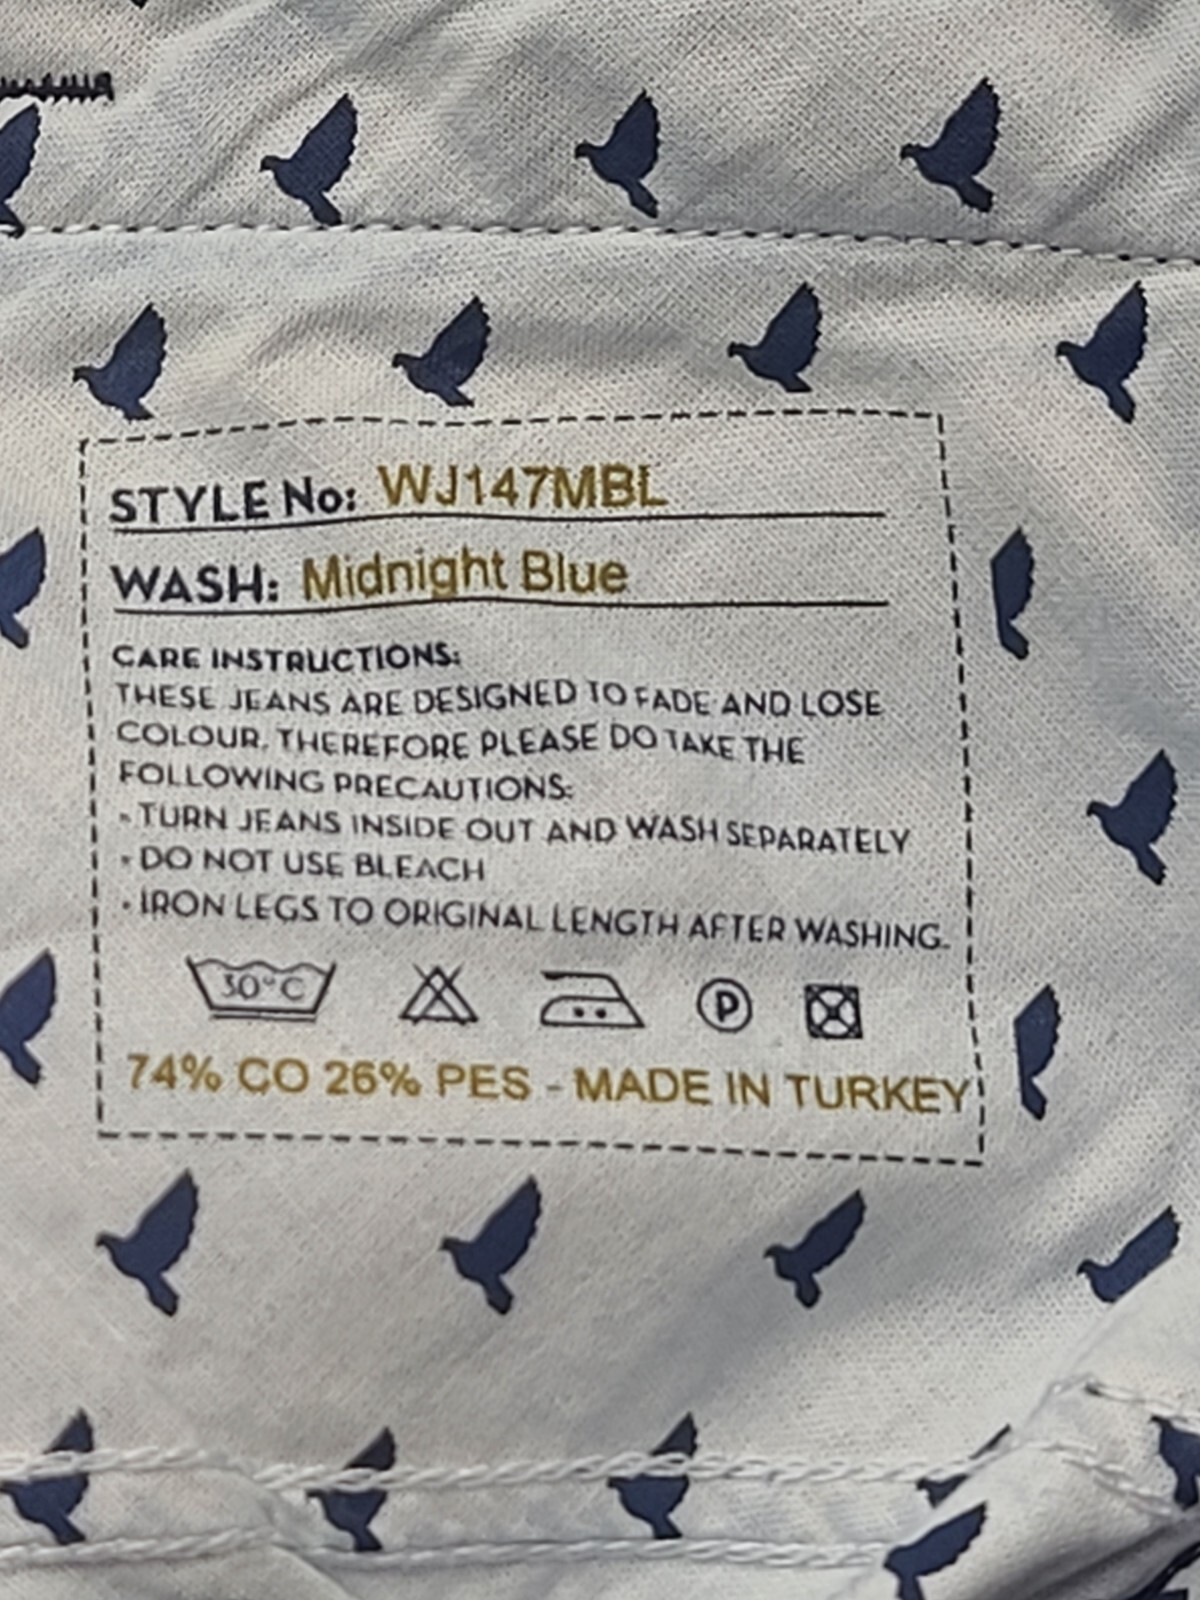 STYLE No: WJ147MBL
WASH: Midnight Blue
CARE INSTRUCTIONS:
THESE JEANS ARE DESIGNED TO FADE AND LOSE
COLOUR. THEREFORE PLEASE DO TAKE THE
FOLLOWING PRECAUTIONS:
• TURN JEANS INSIDE OUT AND WASH SEPARATELY
• DO NOT USE BLEACH
• IRON LEGS TO ORIGINAL LENGTH AFTER WASHING.
30°C P
74% CO 26% PES - MADE IN TURKEY